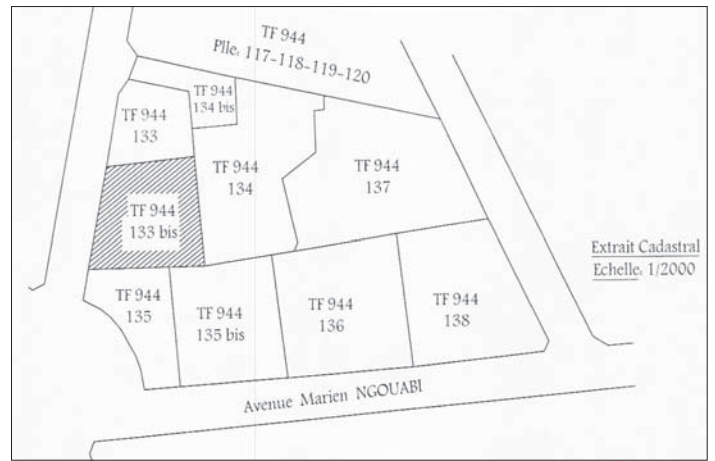 TF 944
Plle: 117-118-119-120
TF 944
134 bis
TF 944
133
TF 944
134
TF 944
137
TF 944
133 bis
Extrait Cadastral
Echelle: 1/2000
TF 944
135
TF 944
135 bis
TF 944
136
TF 944
138
Avenue Marien NGOUABI